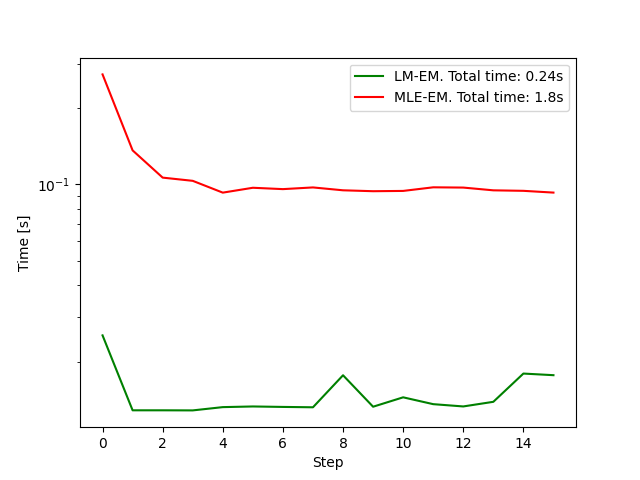 LM-EM. Total time: 0.24s
MLE-EM. Total time: 1.8s
10⁻¹
Time [s]
0 2 4 6 8 10 12 14
Step